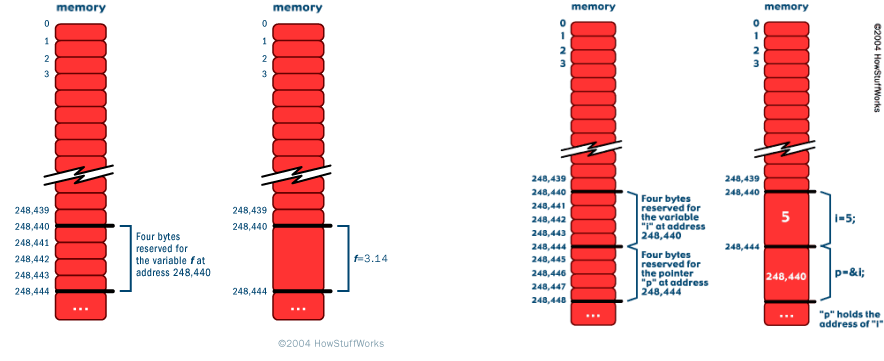 memory
0
1
2
3
248,439
248,440
248,441
248,442
248,443
248,444
...
Four bytes
reserved for
the variable f at
address 248,440
memory
0
1
2
3
248,439
248,440
248,444
...
f=3.14
©2004 HowStuffWorks
memory
0
1
2
3
248,439
248,440
248,441
248,442
248,443
248,444
248,445
248,446
248,447
248,448
...
Four bytes
reserved for
the variable
"i" at address
248,440
Four bytes
reserved for
the pointer
"p" at address
248,444
memory
0
1
2
3
248,439
248,440
5
i=5;
248,444
248,440
p=&i;
...
"p" holds the
address of "i"
©2004 HowStuffWorks